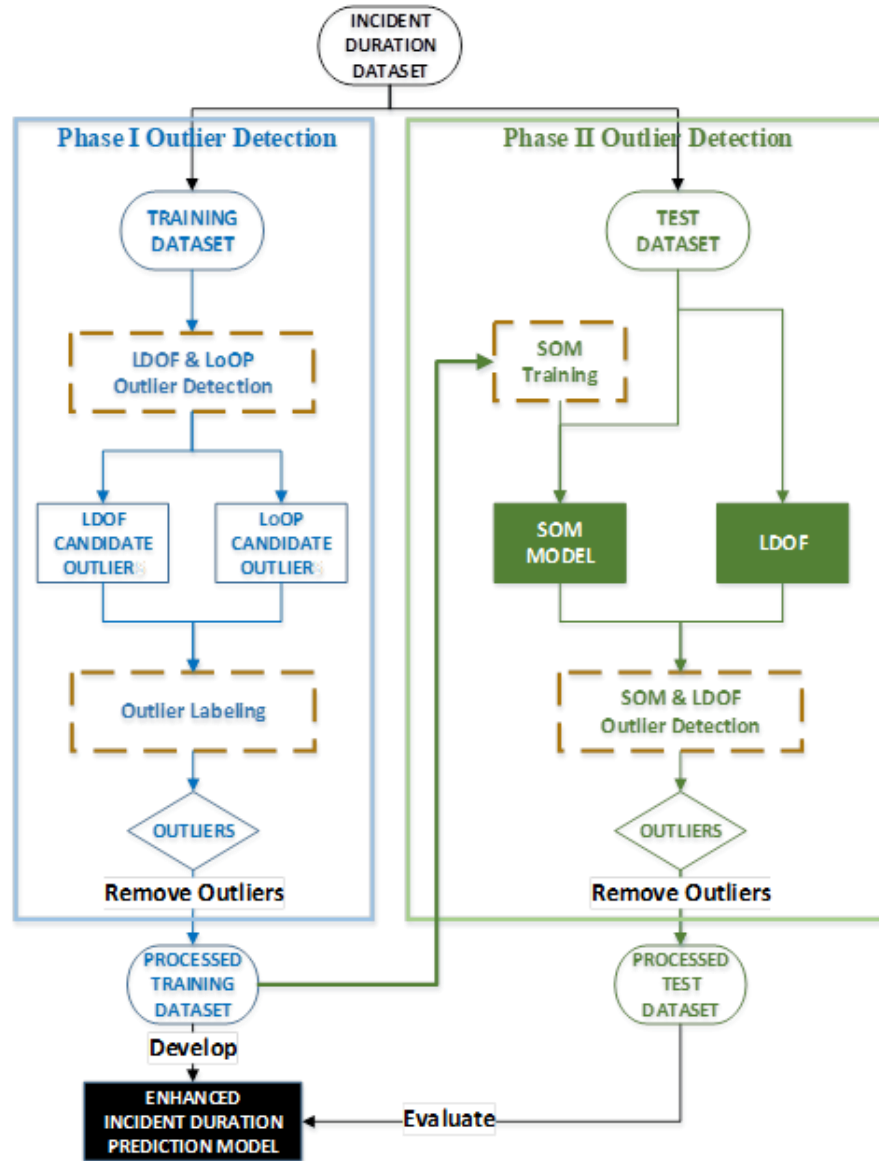 INCIDENT
DURATION
DATASET
Phase I Outlier Detection
TRAINING
DATASET
LDOF & LoOP
Outlier Detection
LDOF
CANDIDATE
OUTLIERS
LoOP
CANDIDATE
OUTLIERS
Outlier Labeling
OUTLIERS
Remove Outliers
PROCESSED
TRAINING
DATASET
Develop
ENHANCED
INCIDENT DURATION
PREDICTION MODEL
Phase II Outlier Detection
TEST
DATASET
SOM
Training
SOM
MODEL
LDOF
SOM & LDOF
Outlier Detection
OUTLIERS
Remove Outliers
PROCESSED
TEST
DATASET
Evaluate